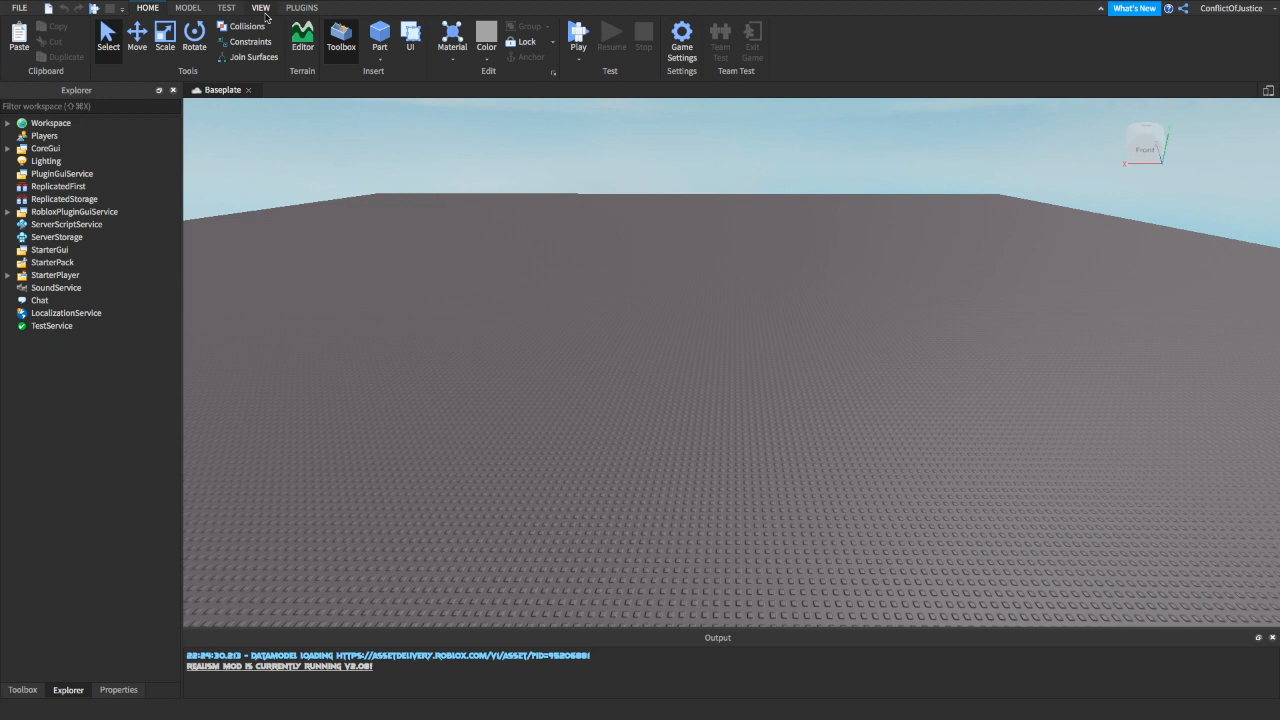 FILE HOME MODEL TEST VIEW PLUGINS What's New ConflictOfJustice
Paste Copy Cut Duplicate Clipboard
Select Move Scale Rotate Collisions Constraints Join Surfaces Tools
Editor Terrain
Toolbox Part UI Insert
Material Color Group Lock Anchor Edit
Play Resume Stop Test
Game Settings Settings
Team Test Exit Game Team Test
Explorer
Baseplate
Filter workspace (⇧⌘X)
Workspace
Players
CoreGui
Lighting
PluginGuiService
ReplicatedFirst
ReplicatedStorage
RobloxPluginGuiService
ServerScriptService
ServerStorage
StarterGui
StarterPack
StarterPlayer
SoundService
Chat
LocalizationService
TestService
Front
X
Output
22:24:30.213 - DATAMODEL LOADING HTTPS://ASSETDELIVERY.ROBLOX.COM/V1/ASSET/?ID=95206881
REALISM MOD IS CURRENTLY RUNNING V2.08!
Toolbox Explorer Properties